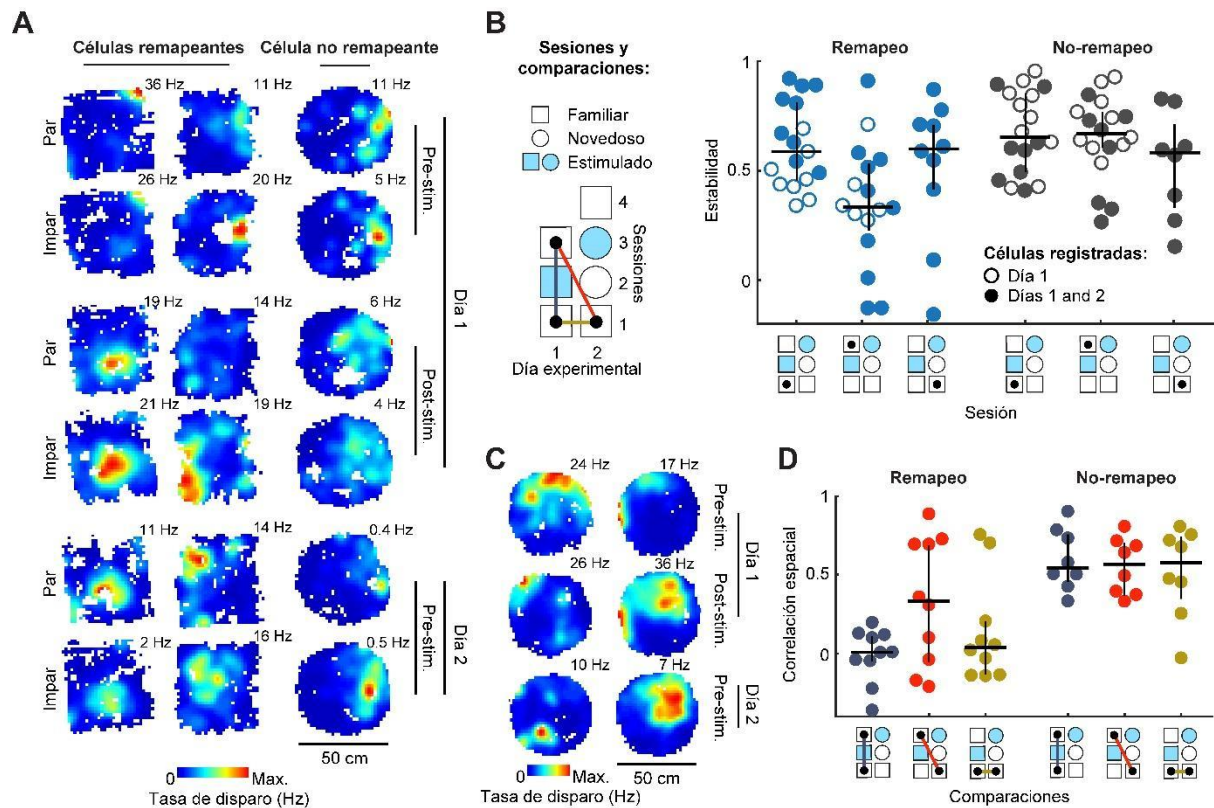 A
Células remapeantes
Célula no remapeante
36 Hz
11 Hz
11 Hz
Par
26 Hz
20 Hz
5 Hz
Impar
Pre-stim.
19 Hz
14 Hz
6 Hz
Par
21 Hz
19 Hz
4 Hz
Impar
Post-stim.
Día 1
11 Hz
14 Hz
0.4 Hz
Par
2 Hz
16 Hz
0.5 Hz
Impar
Pre-stim.
Día 2
50 cm
0
Max.
Tasa de disparo (Hz)
B
Sesiones y
comparaciones:
Familiar
Novedoso
Estimulado
4
3
2
1
Sessiones
1
2
Día experimental
Remapeo
No-remapeo
1
0.5
0
Estabilidad
Células registradas:
Día 1
Días 1 and 2
Sesión
C
24 Hz
17 Hz
Pre-stim.
26 Hz
36 Hz
Post-stim.
Día 1
10 Hz
7 Hz
Pre-stim.
Día 2
0
Max.
50 cm
Tasa de disparo (Hz)
D
Remapeo
No-remapeo
1
0.5
0
Correlación espacial
Comparaciones